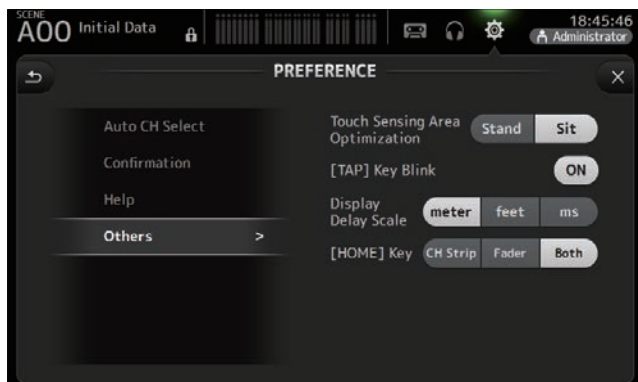 SCENE
A00 Initial Data
18:45:46
Administrator
PREFERENCE
Auto CH Select
Confirmation
Help
Others >
Touch Sensing Area
Optimization
Stand Sit
[TAP] Key Blink ON
Display
Delay Scale
meter feet ms
[HOME] Key CH Strip Fader Both